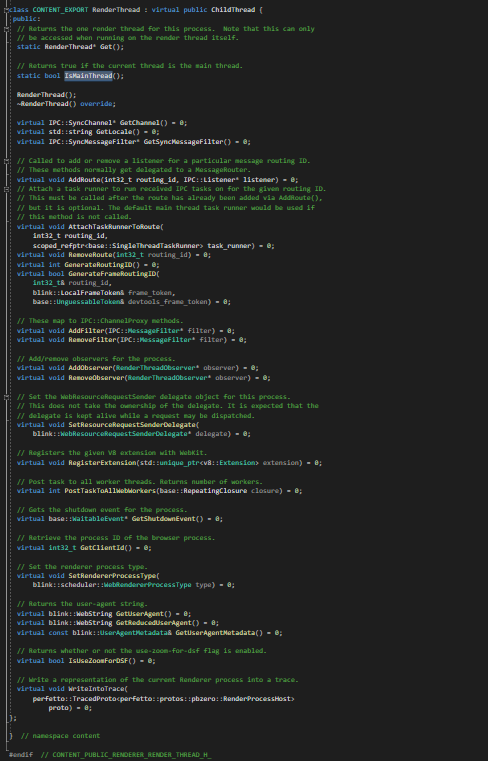 class CONTENT_EXPORT RenderThread : virtual public ChildThread {
 public:
  // Returns the one render thread for this process.  Note that this can only
  // be accessed when running on the render thread itself.
  static RenderThread* Get();

  // Returns true if the current thread is the main thread.
  static bool IsMainThread();

  RenderThread();
  ~RenderThread() override;

  virtual IPC::SyncChannel* GetChannel() = 0;
  virtual std::string GetLocale() = 0;
  virtual IPC::SyncMessageFilter* GetSyncMessageFilter() = 0;

  // Called to add or remove a listener for a particular message routing ID.
  // These methods normally get delegated to a MessageRouter.
  virtual void AddRoute(int32_t routing_id, IPC::Listener* listener) = 0;
  // Attach a task runner to run received IPC tasks on for the given routing ID.
  // This must be called after the route has already been added via AddRoute(),
  // but it is optional. The default main thread task runner would be used if
  // this method is not called.
  virtual void AttachTaskRunnerToRoute(
      int32_t routing_id,
      scoped_refptr<base::SingleThreadTaskRunner> task_runner) = 0;
  virtual void RemoveRoute(int32_t routing_id) = 0;
  virtual int GenerateRoutingID() = 0;
  virtual bool GenerateFrameRoutingID(
      int32_t& routing_id,
      blink::LocalFrameToken& frame_token,
      base::UnguessableToken& devtools_frame_token) = 0;

  // These map to IPC::ChannelProxy methods.
  virtual void AddFilter(IPC::MessageFilter* filter) = 0;
  virtual void RemoveFilter(IPC::MessageFilter* filter) = 0;

  // Add/remove observers for the process.
  virtual void AddObserver(RenderThreadObserver* observer) = 0;
  virtual void RemoveObserver(RenderThreadObserver* observer) = 0;

  // Set the WebResourceRequestSender delegate object for this process.
  // This does not take the ownership of the delegate. It is expected that the
  // delegate is kept alive while a request may be dispatched.
  virtual void SetResourceRequestSenderDelegate(
      blink::WebResourceRequestSenderDelegate* delegate) = 0;

  // Registers the given V8 extension with WebKit.
  virtual void RegisterExtension(std::unique_ptr<v8::Extension> extension) = 0;

  // Post task to all worker threads. Returns number of workers.
  virtual int PostTaskToAllWebWorkers(base::RepeatingClosure closure) = 0;

  // Gets the shutdown event for the process.
  virtual base::WaitableEvent* GetShutdownEvent() = 0;

  // Retrieve the process ID of the browser process.
  virtual int32_t GetClientId() = 0;

  // Set the renderer process type.
  virtual void SetRendererProcessType(
      blink::scheduler::WebRendererProcessType type) = 0;

  // Returns the user-agent string.
  virtual blink::WebString GetUserAgent() = 0;
  virtual blink::WebString GetReducedUserAgent() = 0;
  virtual const blink::UserAgentMetadata& GetUserAgentMetadata() = 0;

  // Returns whether or not the use-zoom-for-dsf flag is enabled.
  virtual bool IsUseZoomForDSF() = 0;

  // Write a representation of the current Renderer process into a trace.
  virtual void WriteIntoTrace(
      perfetto::TracedProto<perfetto::protos::pbzero::RenderProcessHost>
          proto) = 0;
};

}  // namespace content

#endif  // CONTENT_PUBLIC_RENDERER_RENDER_THREAD_H_